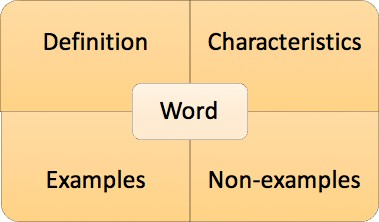 Definition
Characteristics
Word
Examples
Non-examples